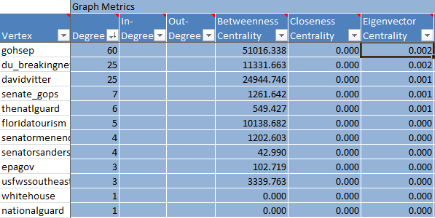 Graph Metrics
In- Out- Betweenness Closeness Eigenvector
Vertex Degree Degree Degree Centrality Centrality Centrality
gohsep 60 51016.338 0.000 0.002
du_breakingne 25 11331.663 0.000 0.002
davidvitter 25 24944.746 0.000 0.001
senate_gops 7 1261.642 0.000 0.001
thenatlguard 6 549.427 0.000 0.001
floridatourism 5 10138.682 0.000 0.000
senatormenen 4 1202.603 0.000 0.000
senatorsanders 4 42.990 0.000 0.000
epagov 3 102.719 0.000 0.000
usfwssoutheast 3 3339.763 0.000 0.000
whitehouse 1 0.000 0.000 0.000
nationalguard 1 0.000 0.000 0.000